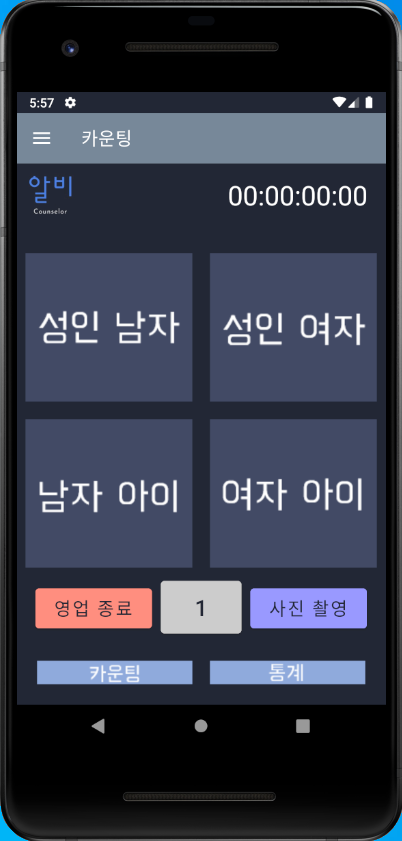 5:57
카운팅
알비
Counselor
00:00:00:00
성인 남자
성인 여자
남자 아이
여자 아이
영업 종료
1
사진 촬영
카운팅
통계